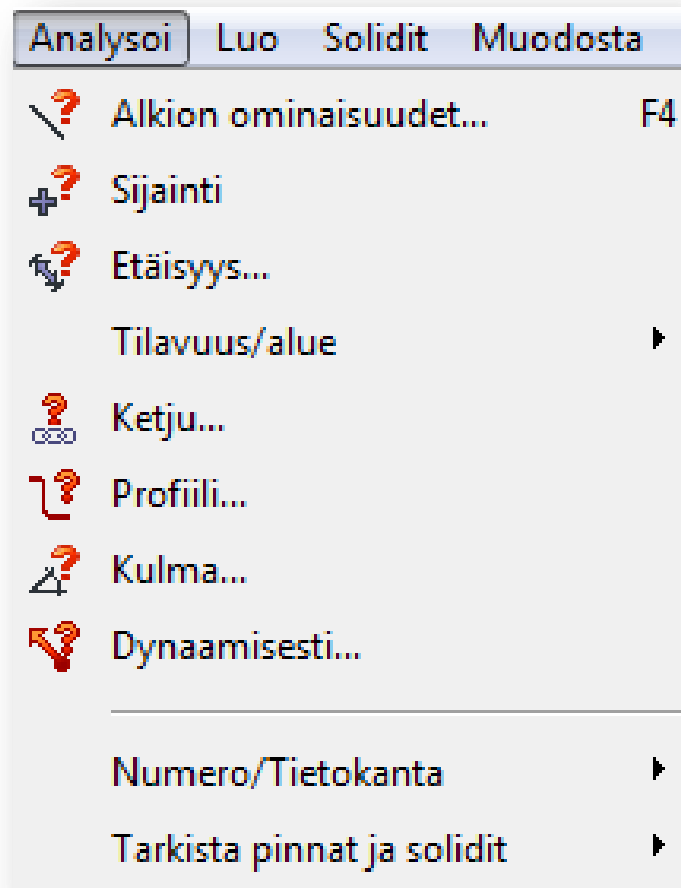 Analysoi Luo Solidit Muodosta
Alkion ominaisuudet... F4
Sijainti
Etäisyys...
Tilavuus/alue
Ketju...
Profiili...
Kulma...
Dynaamisesti...
Numero/Tietokanta
Tarkista pinnat ja solidit